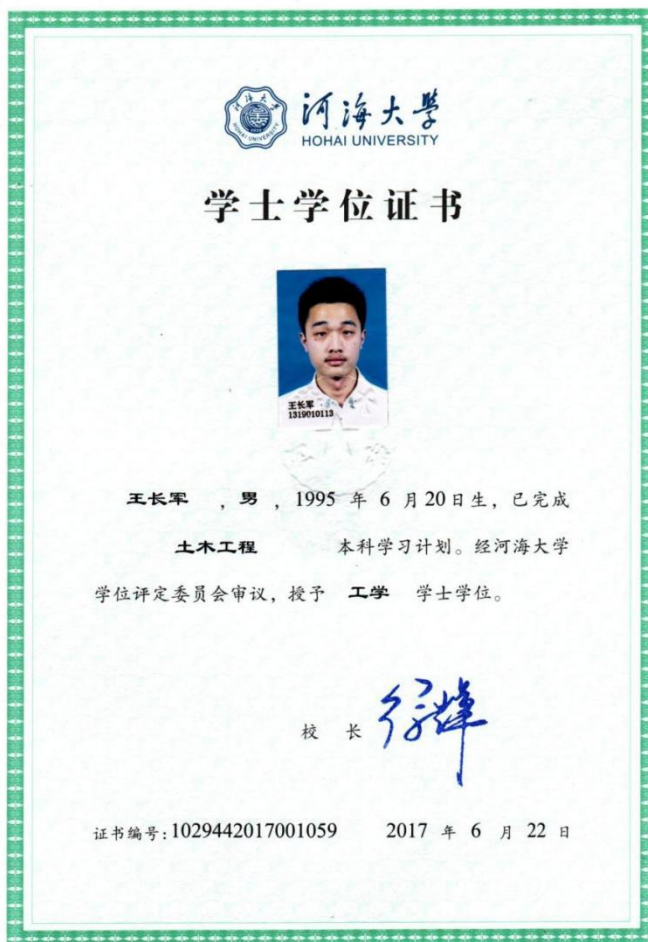 河海大學
HOHAI UNIVERSITY
学士学位证书
王长军
1319010113
王长军 ，男，1995 年 6 月 20日生，已完成
土木工程 本科学习计划。经河海大学
学位评定委员会审议，授予 工学 学士学位。
校 长
证书编号:1029442017001059 2017 年 6 月 22 日